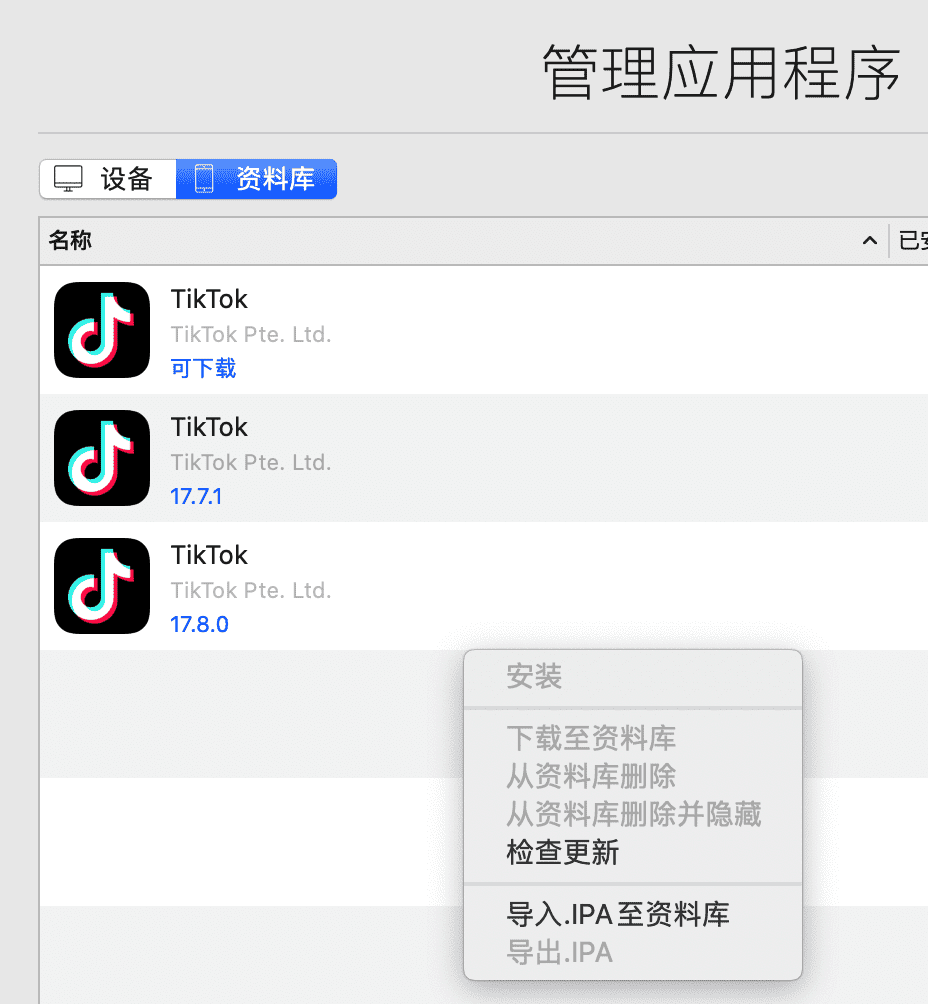 管理应用程序
设备
资料库
名称
TikTok
TikTok Pte. Ltd.
可下载
TikTok
TikTok Pte. Ltd.
17.7.1
TikTok
TikTok Pte. Ltd.
17.8.0
安装
下载至资料库
从资料库删除
从资料库删除并隐藏
检查更新
导入.IPA至资料库
导出.IPA